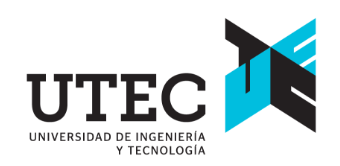 UTEC
UNIVERSIDAD DE INGENIERÍA
Y TECNOLOGÍA